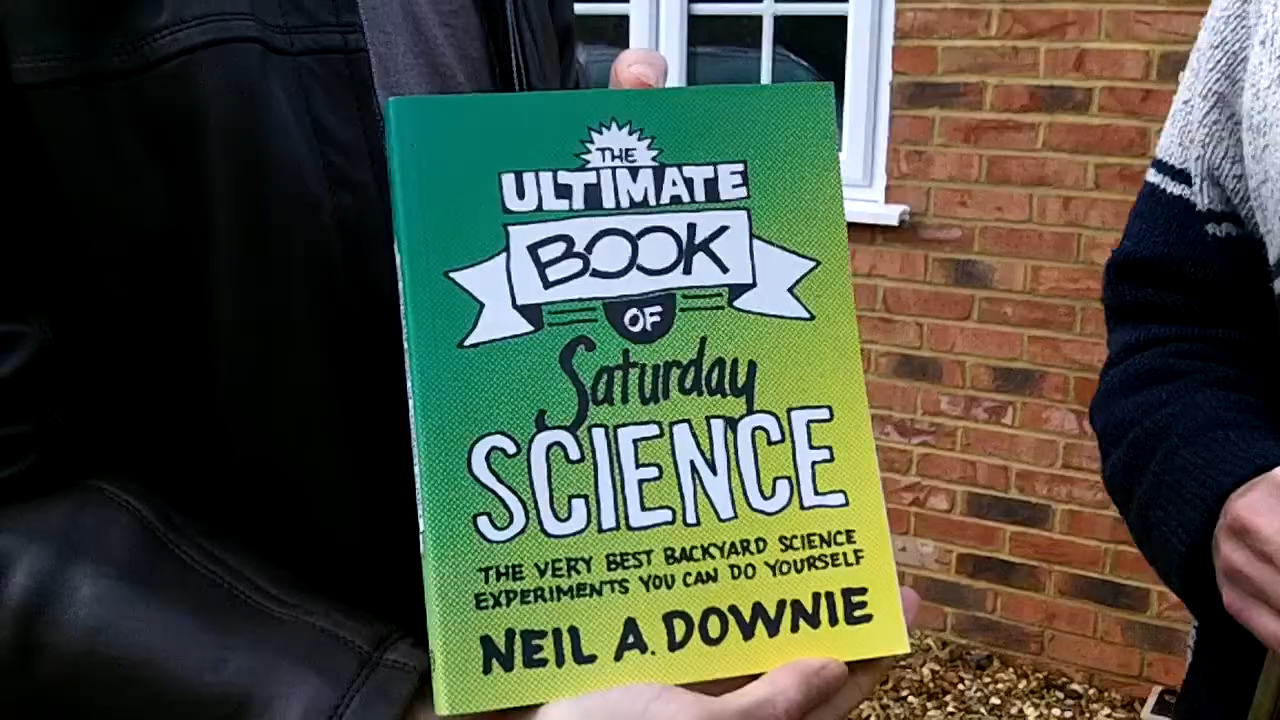 THE
ULTIMATE
BOOK
OF
Saturday
SCIENCE
THE VERY BEST BACKYARD SCIENCE
EXPERIMENTS YOU CAN DO YOURSELF
NEIL A. DOWNIE